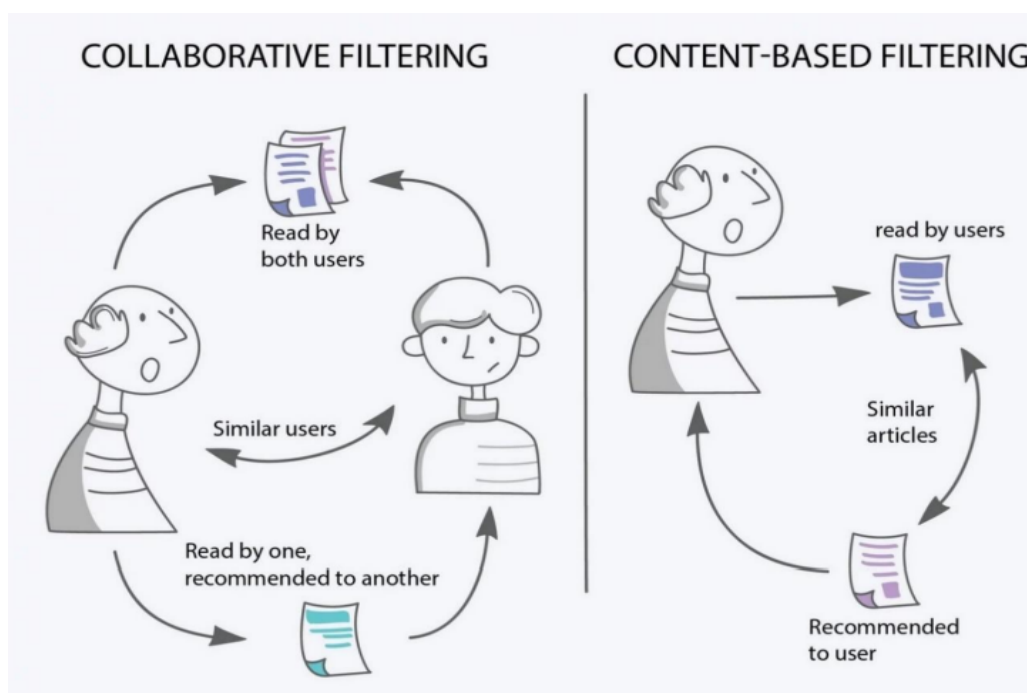 COLLABORATIVE FILTERING
Read by
both users
Similar users
Read by one,
recommended to another
CONTENT-BASED FILTERING
read by users
Similar
articles
Recommended
to user